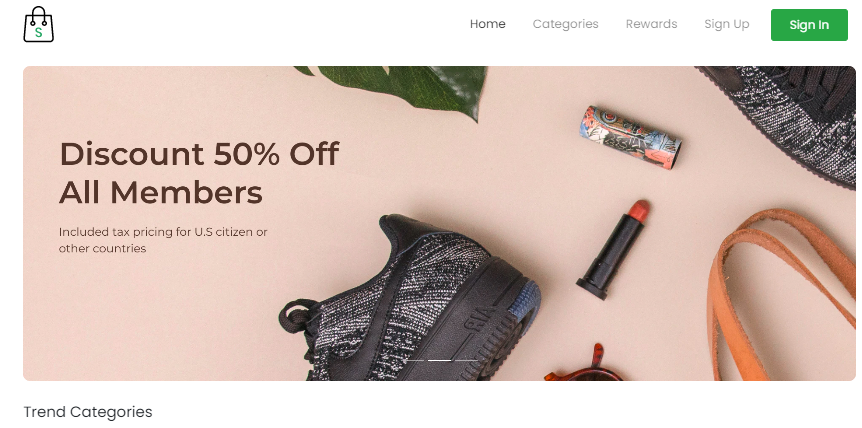 S
Home
Categories
Rewards
Sign Up
Sign In
Discount 50% Off
All Members
Included tax pricing for U.S citizen or
other countries
AIR
Trend Categories